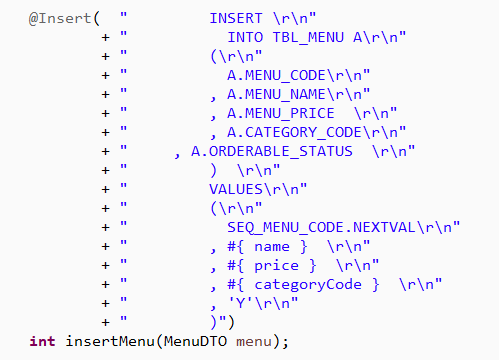 @Insert(  "         INSERT \r\n"
        + "           INTO TBL_MENU A\r\n"
        + "         (\r\n"
        + "           A.MENU_CODE\r\n"
        + "         , A.MENU_NAME\r\n"
        + "         , A.MENU_PRICE  \r\n"
        + "         , A.CATEGORY_CODE\r\n"
        + "     , A.ORDERABLE_STATUS  \r\n"
        + "         )  \r\n"
        + "         VALUES\r\n"
        + "         (\r\n"
        + "           SEQ_MENU_CODE.NEXTVAL\r\n"
        + "         , #{ name }  \r\n"
        + "         , #{ price }  \r\n"
        + "         , #{ categoryCode }  \r\n"
        + "         , 'Y'\r\n"
        + "         )")
int insertMenu(MenuDTO menu);